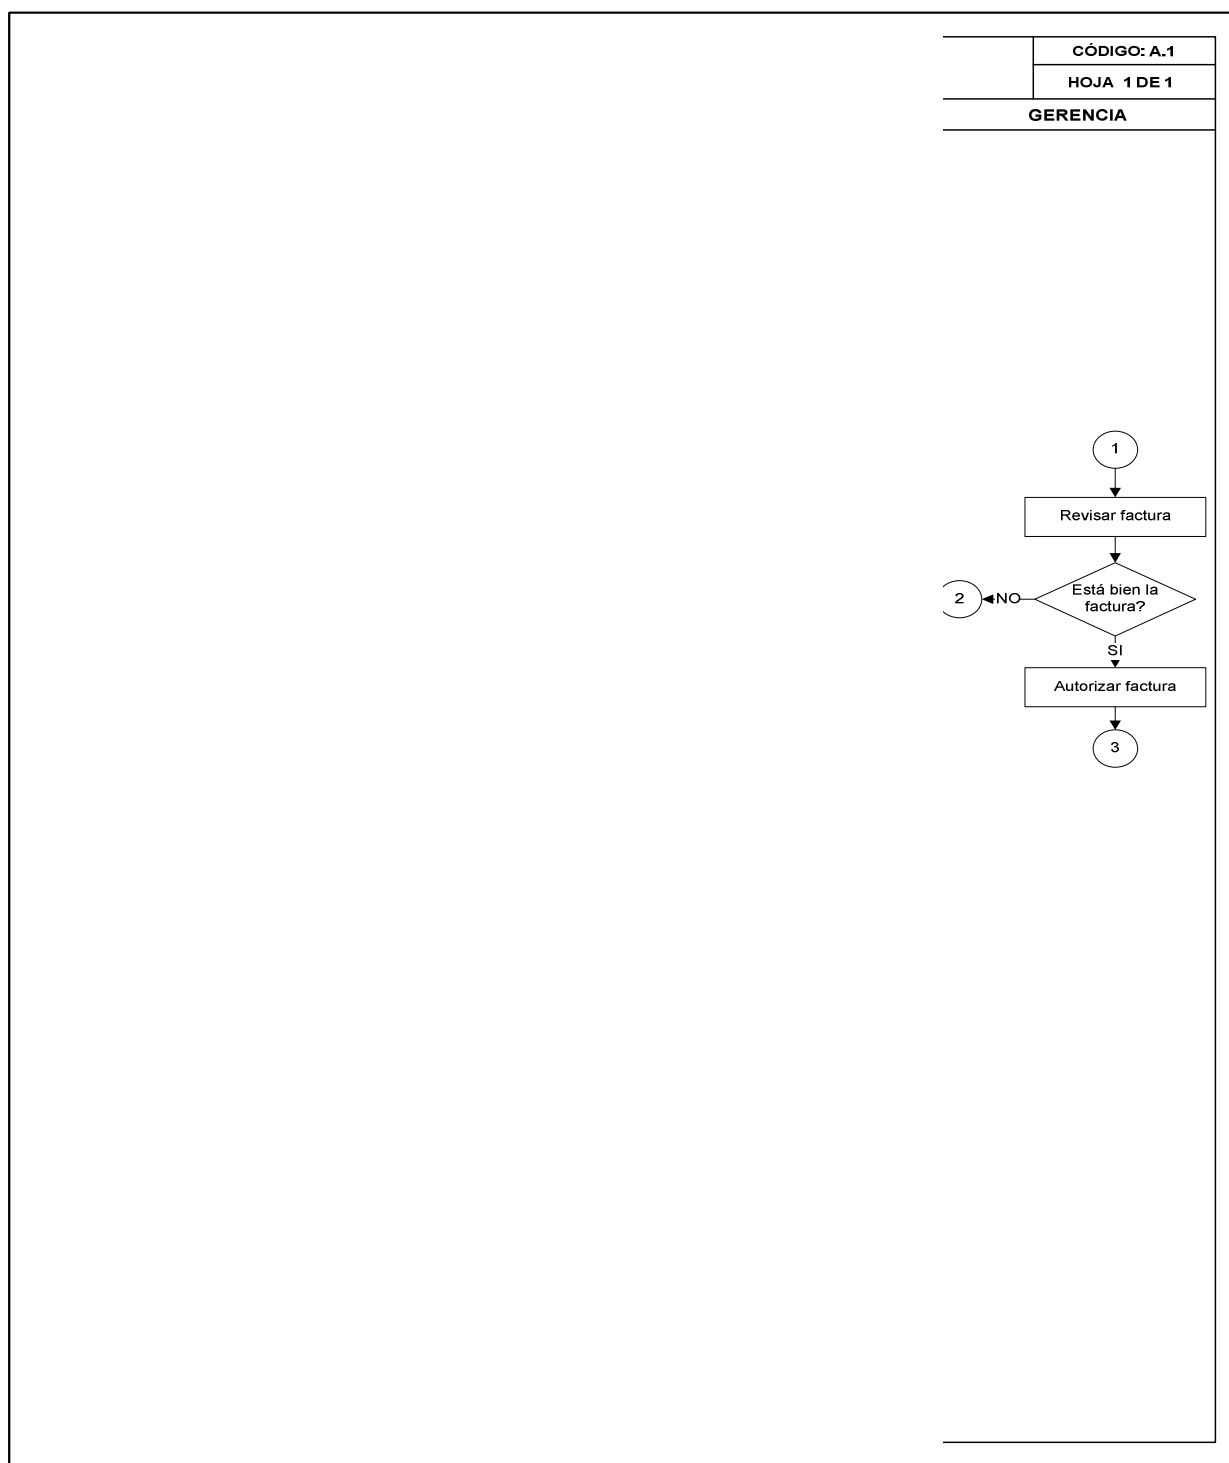 CÓDIGO: A.1
HOJA 1 DE 1
GERENCIA
1
Revisar factura
Está bien la
factura?
2
NO
SI
Autorizar factura
3